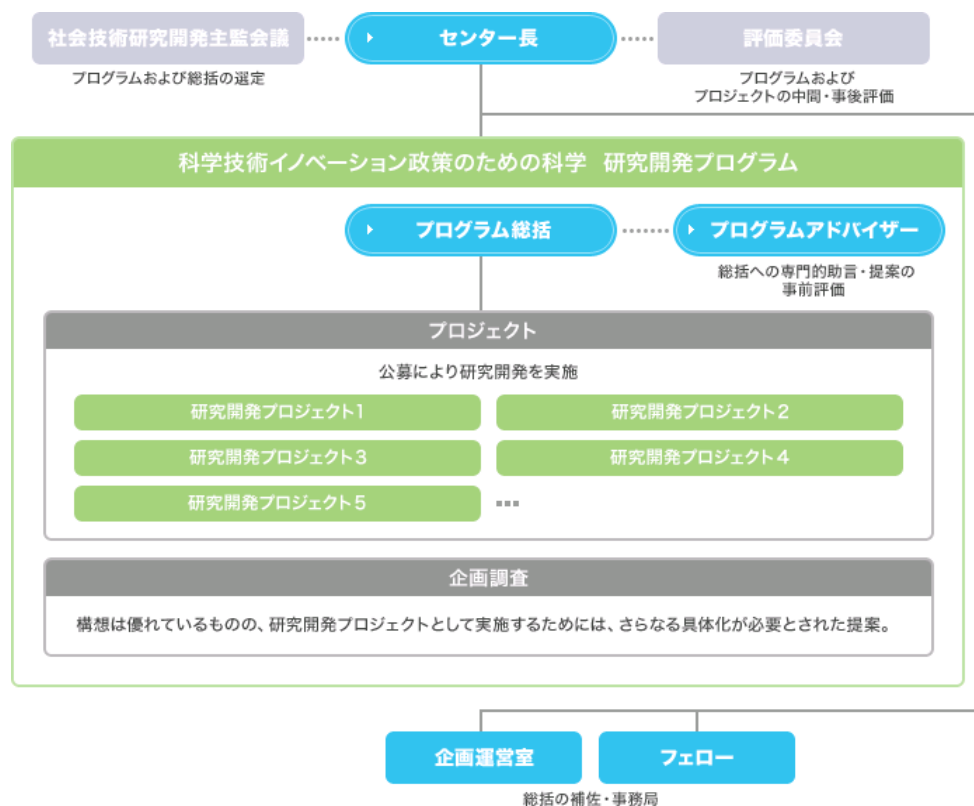 社会技術研究開発主監会議
センター長
評価委員会
プログラムおよび総括の選定
プログラムおよび
プロジェクトの中間・事後評価
科学技術イノベーション政策のための科学 研究開発プログラム
プログラム総括
プログラムアドバイザー
総括への専門的助言・提案の
事前評価
プロジェクト
公募により研究開発を実施
研究開発プロジェクト1
研究開発プロジェクト2
研究開発プロジェクト3
研究開発プロジェクト4
研究開発プロジェクト5
企画調査
構想は優れているものの、研究開発プロジェクトとして実施するためには、さらなる具体化が必要とされた提案。
企画運営室
フェロー
総括の補佐・事務局